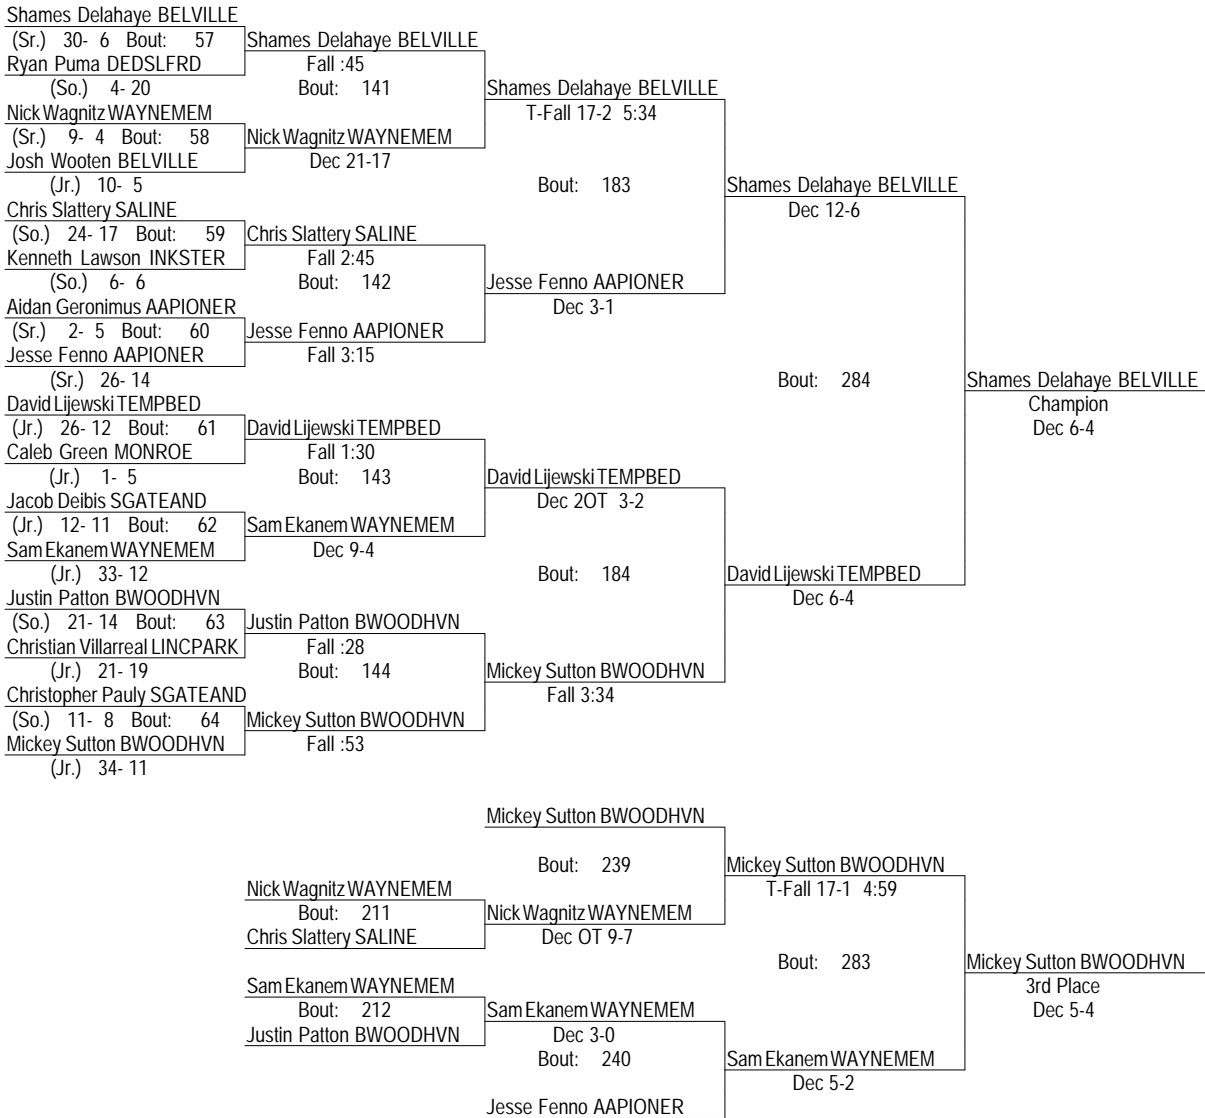 Shames Delahaye BELVILLE
(Sr.) 30- 6 Bout: 57
Shames Delahaye BELVILLE
Ryan Puma DEDSLFRD
Fall :45
(So.) 4- 20
Bout: 141
Shames Delahaye BELVILLE
Nick Wagnitz WAYNEMEM
T-Fall 17-2 5:34
(Sr.) 9- 4 Bout: 58
Nick Wagnitz WAYNEMEM
Josh Wooten BELVILLE
Dec 21-17
(Jr.) 10- 5
Bout: 183
Shames Delahaye BELVILLE
Chris Slattery SALINE
Dec 12-6
(So.) 24- 17 Bout: 59
Chris Slattery SALINE
Kenneth Lawson INKSTER
Fall 2:45
(So.) 6- 6
Bout: 142
Jesse Fenno AAPIONER
Aidan Geronimus AAPIONER
Dec 3-1
(Sr.) 2- 5 Bout: 60
Jesse Fenno AAPIONER
Jesse Fenno AAPIONER
Fall 3:15
(Sr.) 26- 14
Bout: 284
Shames Delahaye BELVILLE
David Lijewski TEMPBED
Champion
(Jr.) 26- 12 Bout: 61
David Lijewski TEMPBED
Dec 6-4
Caleb Green MONROE
Fall 1:30
(Jr.) 1- 5
Bout: 143
David Lijewski TEMPBED
Jacob Deibis SGATEAND
Dec 2OT 3-2
(Jr.) 12- 11 Bout: 62
Sam Ekanem WAYNEMEM
Sam Ekanem WAYNEMEM
Dec 9-4
(Jr.) 33- 12
Bout: 184
David Lijewski TEMPBED
Justin Patton BWOODHVN
Dec 6-4
(So.) 21- 14 Bout: 63
Justin Patton BWOODHVN
Christian Villarreal LINCPARK
Fall :28
(Jr.) 21- 19
Bout: 144
Mickey Sutton BWOODHVN
Christopher Pauly SGATEAND
Fall 3:34
(So.) 11- 8 Bout: 64
Mickey Sutton BWOODHVN
Mickey Sutton BWOODHVN
Fall :53
(Jr.) 34- 11
Mickey Sutton BWOODHVN
Bout: 239
Mickey Sutton BWOODHVN
Nick Wagnitz WAYNEMEM
T-Fall 17-1 4:59
Bout: 211
Nick Wagnitz WAYNEMEM
Chris Slattery SALINE
Dec OT 9-7
Bout: 283
Mickey Sutton BWOODHVN
Sam Ekanem WAYNEMEM
3rd Place
Bout: 212
Sam Ekanem WAYNEMEM
Dec 5-4
Justin Patton BWOODHVN
Dec 3-0
Bout: 240
Sam Ekanem WAYNEMEM
Dec 5-2
Jesse Fenno AAPIONER